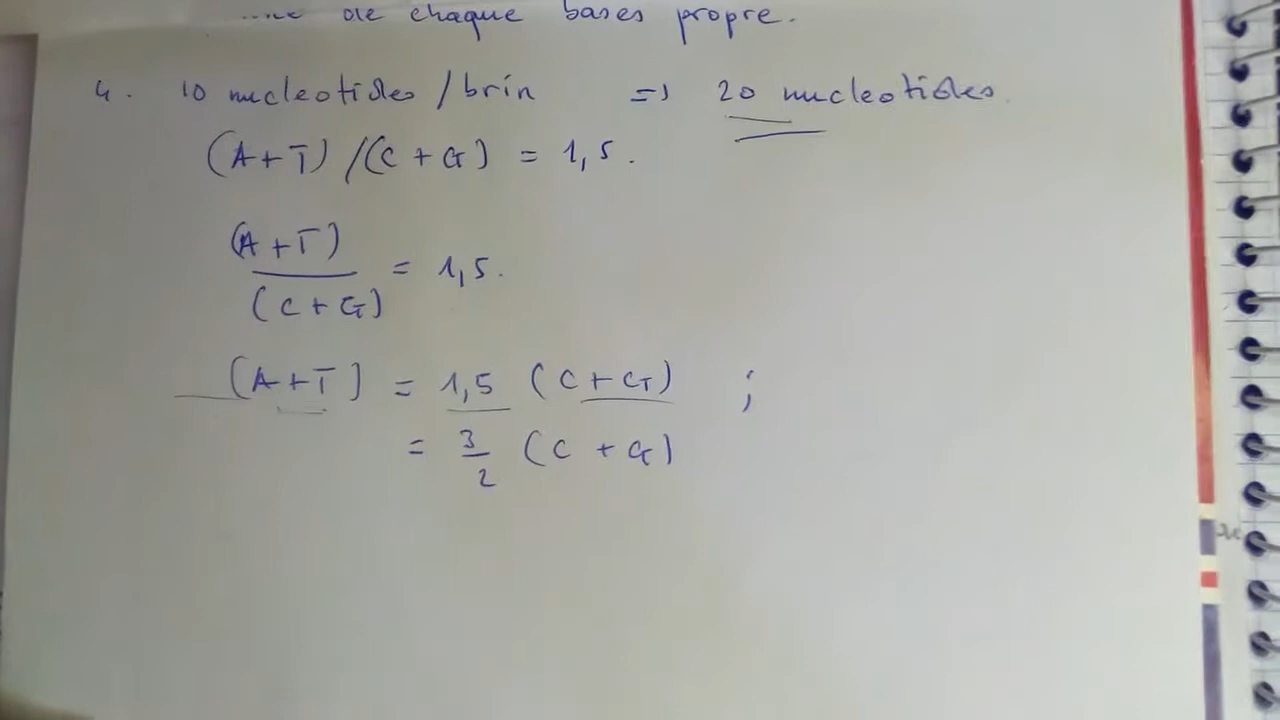 de chaque bases propre.
4. 10 nucleotides / brin => 20 nucleotides.
(A+T) / (C + G) = 1,5.
(A+T)
/ (C+G) = 1,5.
(A+T) = 1,5 (C+G) ;
= 3/2 (C + G)